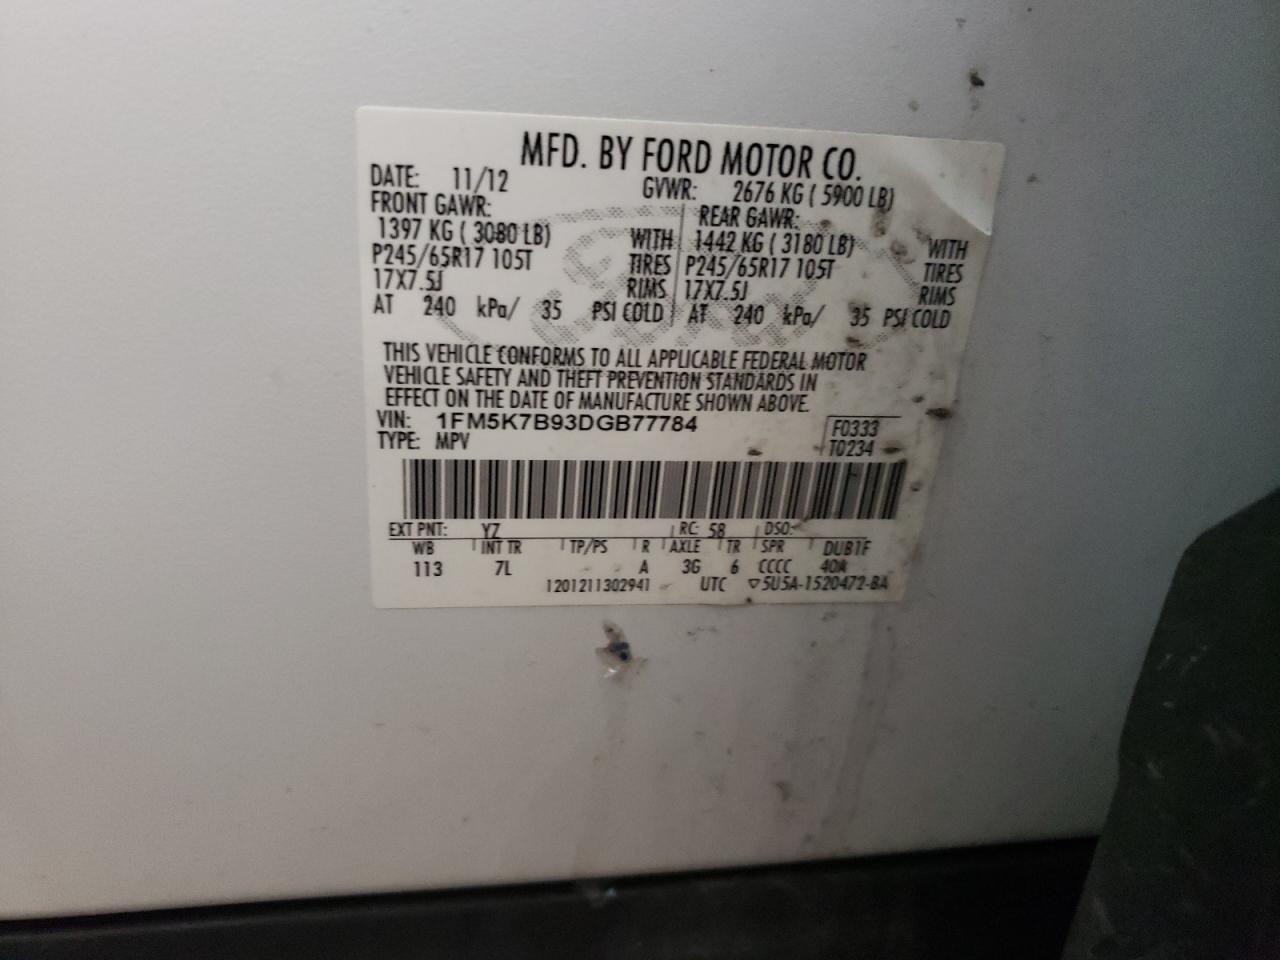 MFD. BY FORD MOTOR CO.
DATE: 11/12 GVWR: 2676 KG ( 5900 LB)
FRONT GAWR: REAR GAWR:
1397 KG ( 3080 LB) WITH 1442 KG ( 3180 LB) WITH
P245/65R17 105T TIRES P245/65R17 105T TIRES
17X7.5J RIMS 17X7.5J RIMS
AT 240 kPa/ 35 PSI COLD AT 240 kPa/ 35 PSI COLD
THIS VEHICLE CONFORMS TO ALL APPLICABLE FEDERAL MOTOR
VEHICLE SAFETY AND THEFT PREVENTION STANDARDS IN
EFFECT ON THE DATE OF MANUFACTURE SHOWN ABOVE.
VIN: 1FM5K7B93DGB77784 F0333
TYPE: MPV T0234
EXT PNT: YZ RC: 58 DSO:
WB INT TR TP/PS R AXLE TR SPR DUB1F
113 7L A 3G 6 CCCC 40A
1201211302941 UTC ▽5U5A-1520472-BA